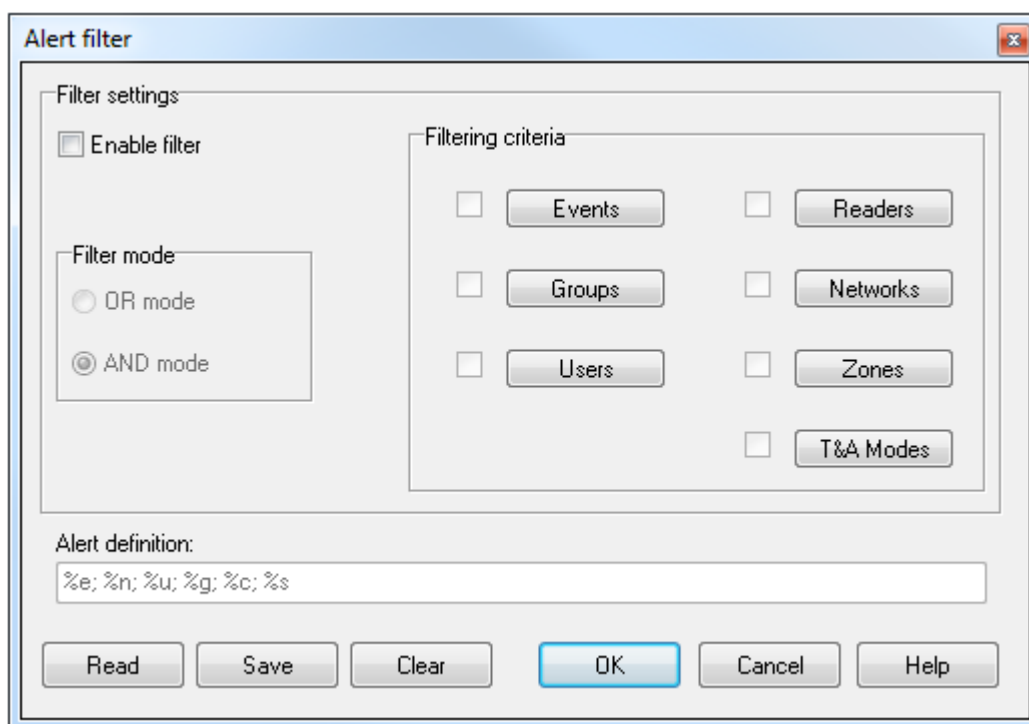 Alert filter
Filter settings
Enable filter
Filter mode
OR mode
AND mode
Filtering criteria
Events
Readers
Groups
Networks
Users
Zones
T&A Modes
Alert definition:
%e; %n; %u; %g; %c; %s
Read Save Clear OK Cancel Help